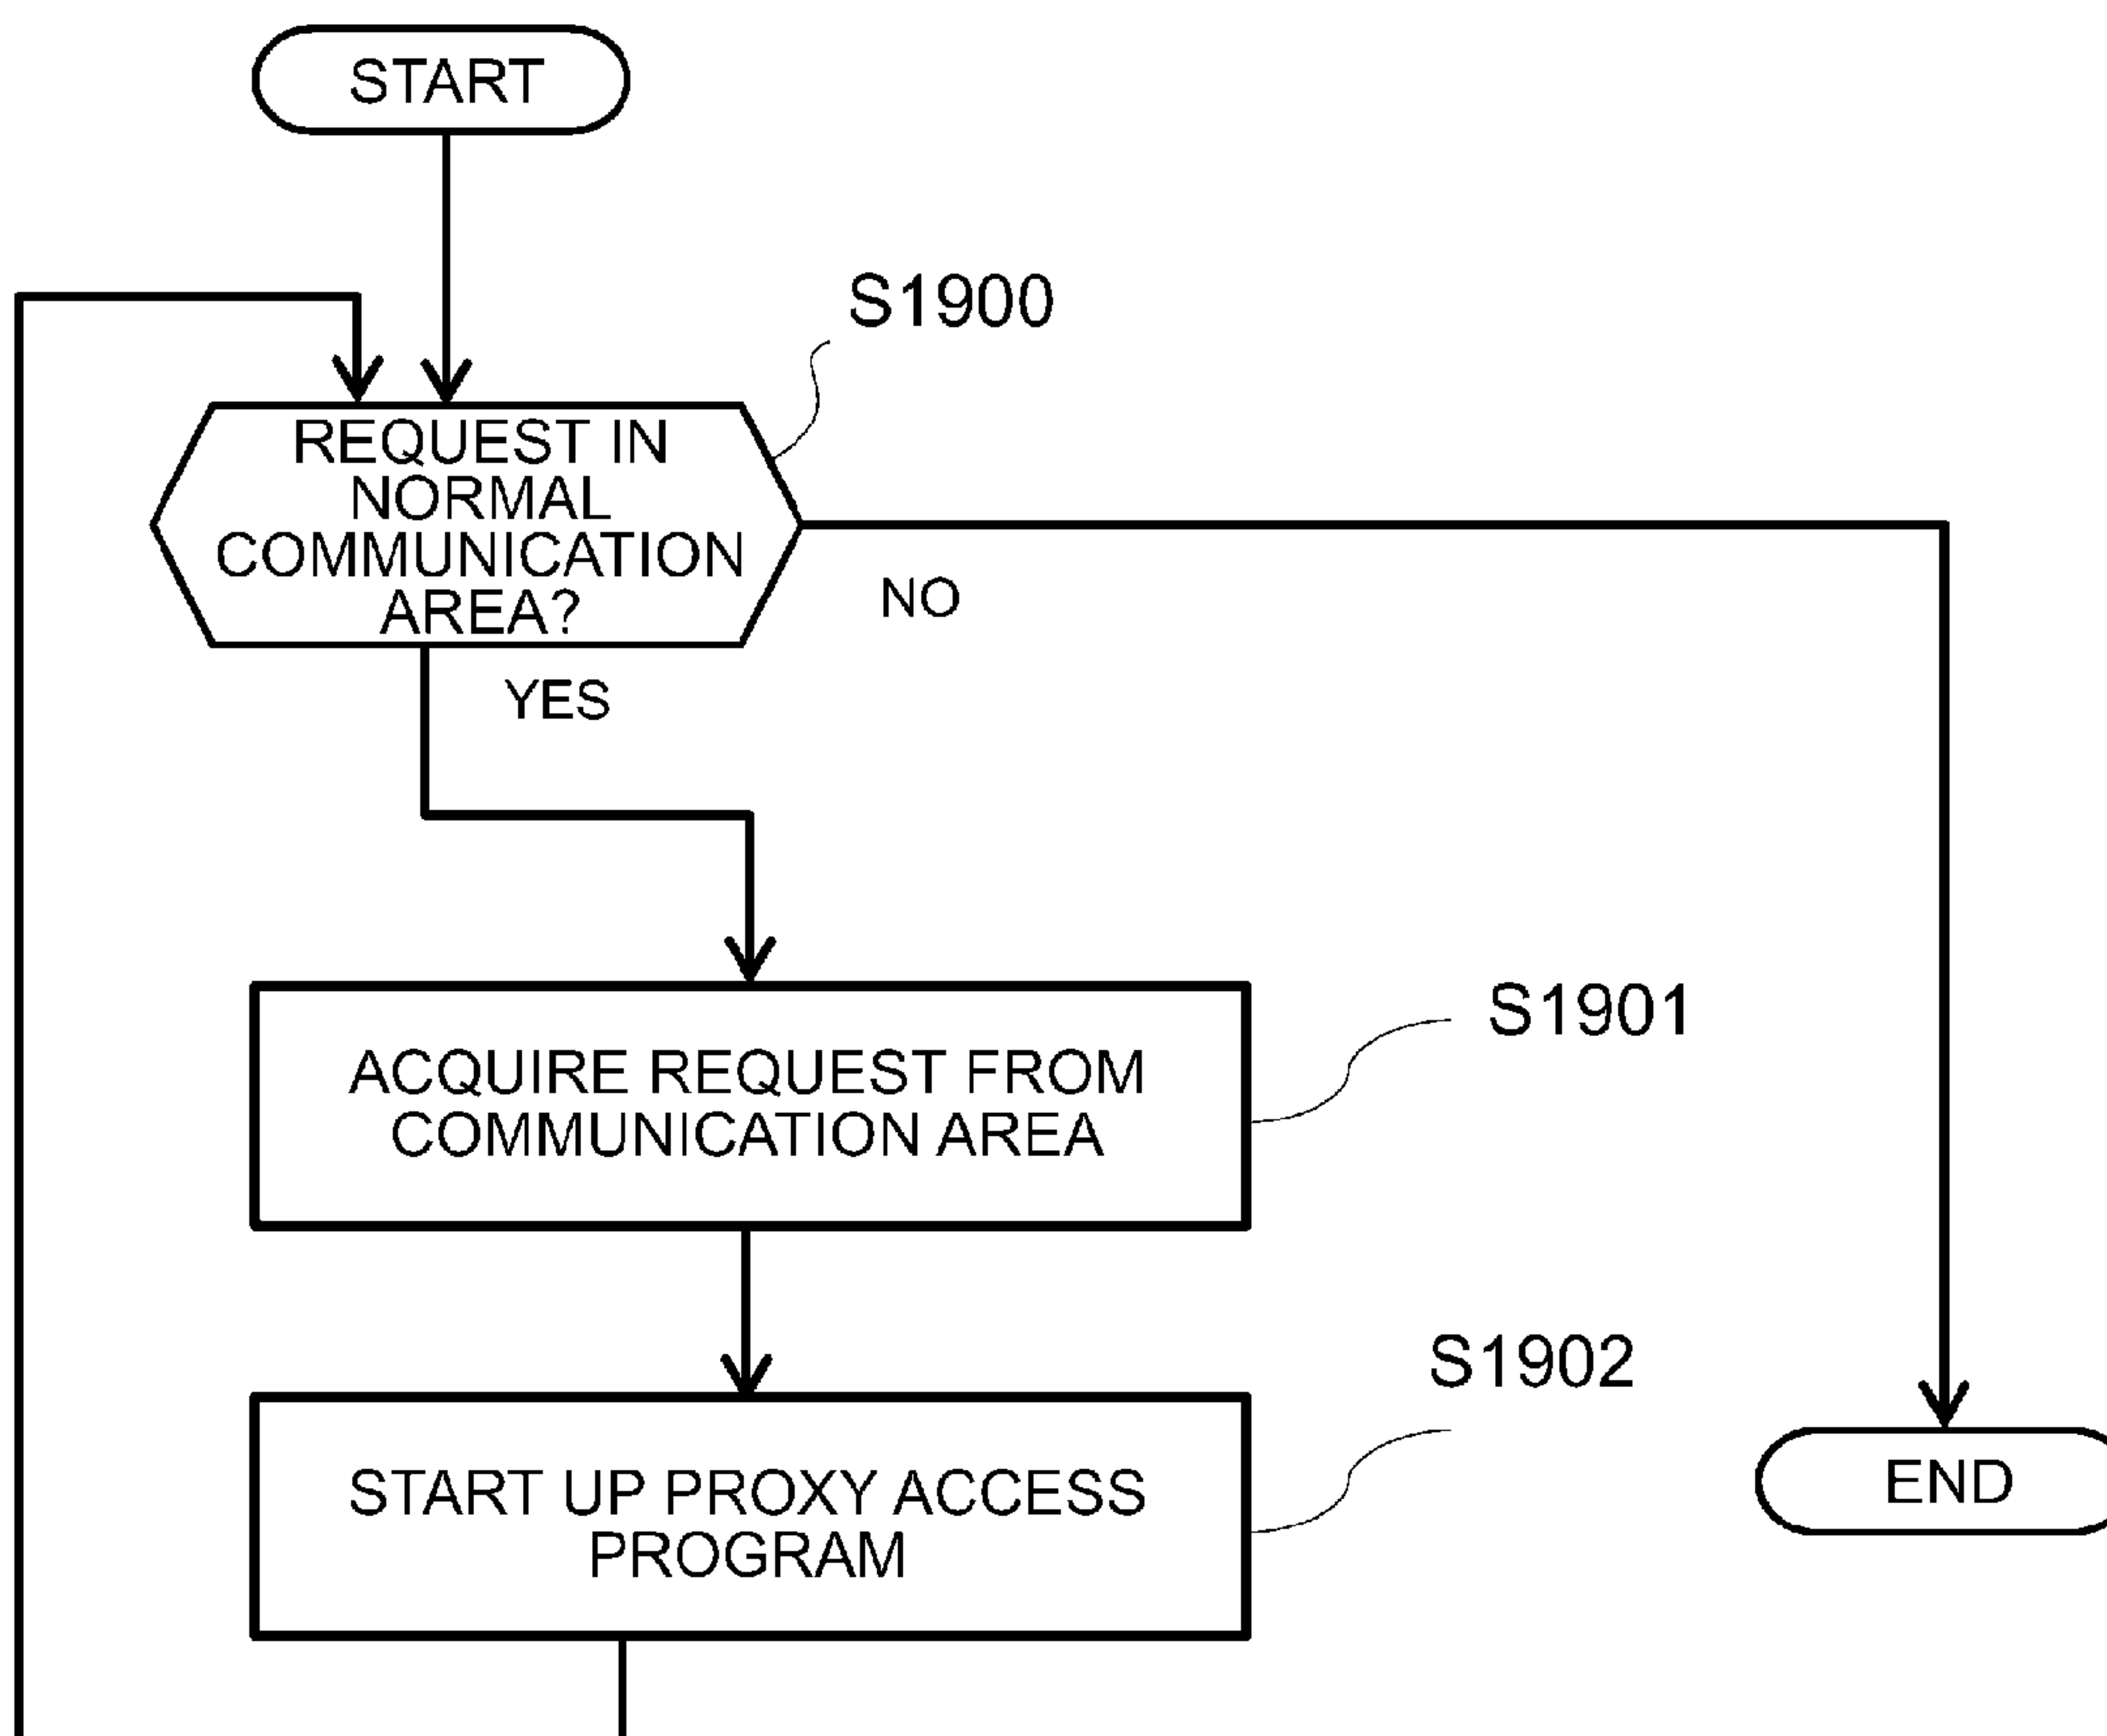 START
S1900
REQUEST IN
NORMAL
COMMUNICATION
AREA?
NO
YES
S1901
ACQUIRE REQUEST FROM
COMMUNICATION AREA
S1902
START UP PROXY ACCESS
PROGRAM
END